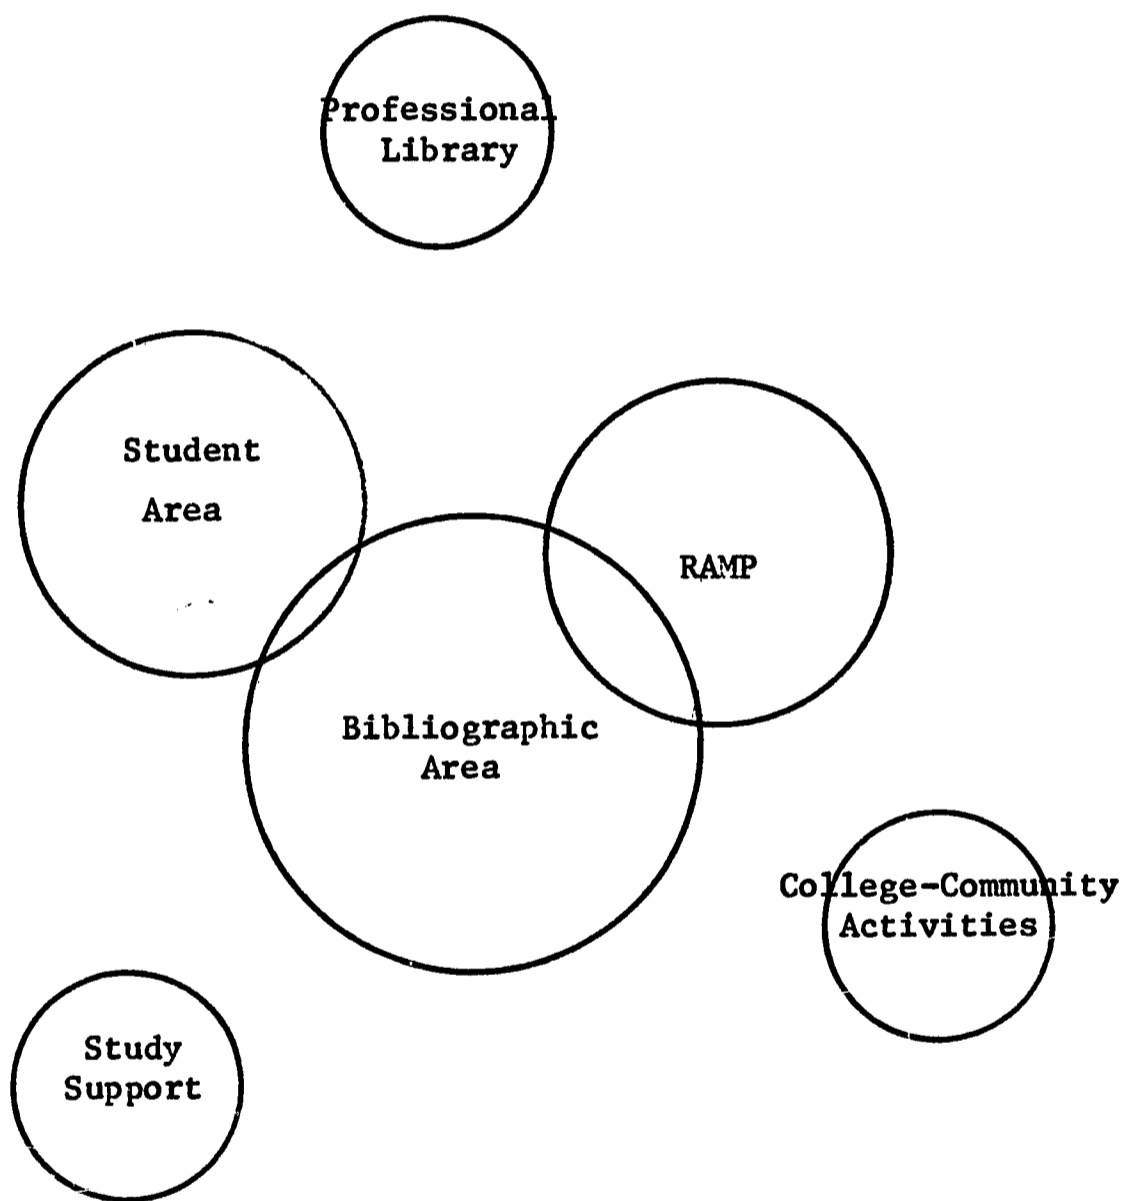 Professional
Library
Student
Area
RAMP
Bibliographic
Area
College-Community
Activities
Study
Support